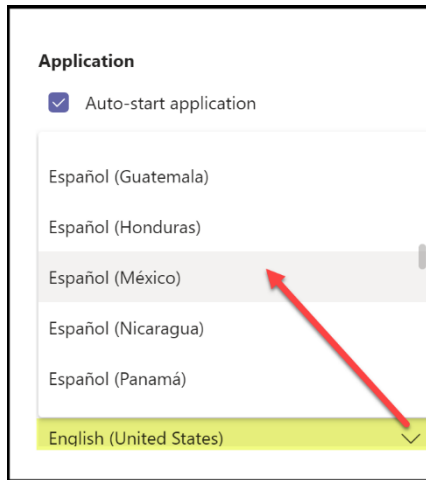 Application
Auto-start application
Español (Guatemala)
Español (Honduras)
Español (México)
Español (Nicaragua)
Español (Panamá)
English (United States)